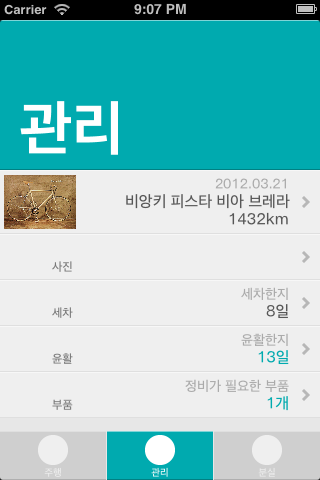 Carrier 9:07 PM
관리
2012.03.21
비앙키 피스타 비아 브레라
1432km
사진
세차한지
세차 8일
윤활한지
윤활 13일
정비가 필요한 부품
부품 1개
주행 관리 분실